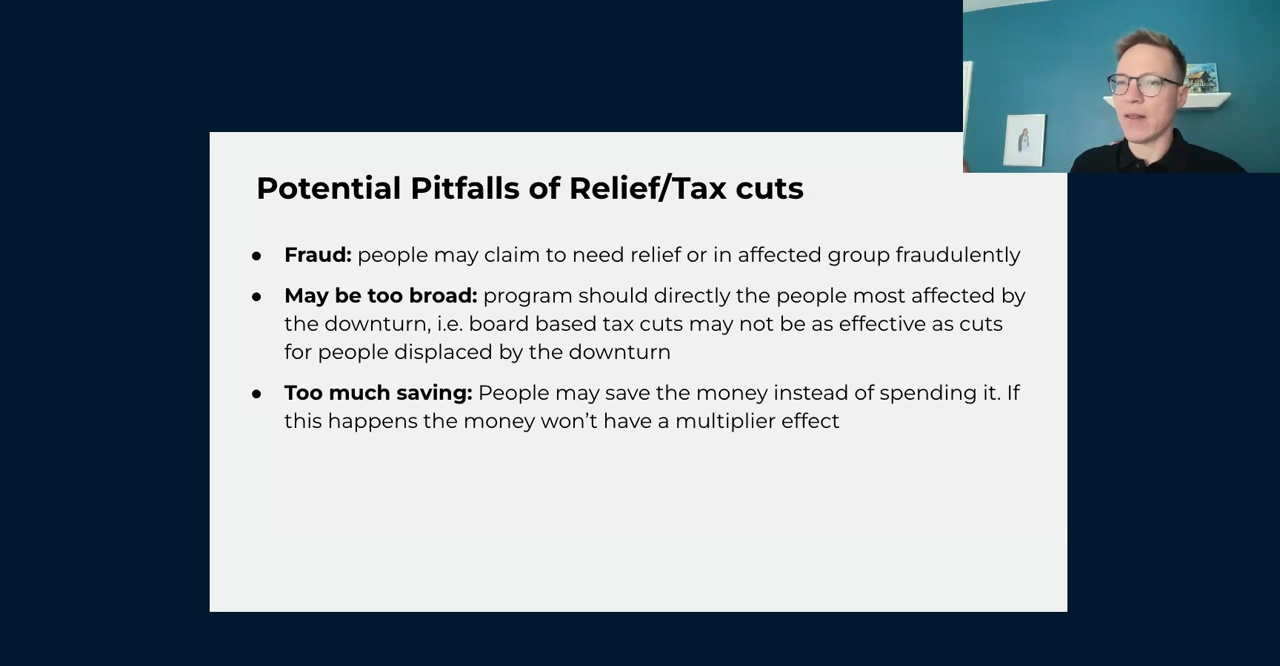 Potential Pitfalls of Relief/Tax cuts
● Fraud: people may claim to need relief or in affected group fraudulently
● May be too broad: program should directly the people most affected by
the downturn, i.e. board based tax cuts may not be as effective as cuts
for people displaced by the downturn
● Too much saving: People may save the money instead of spending it. If
this happens the money won’t have a multiplier effect